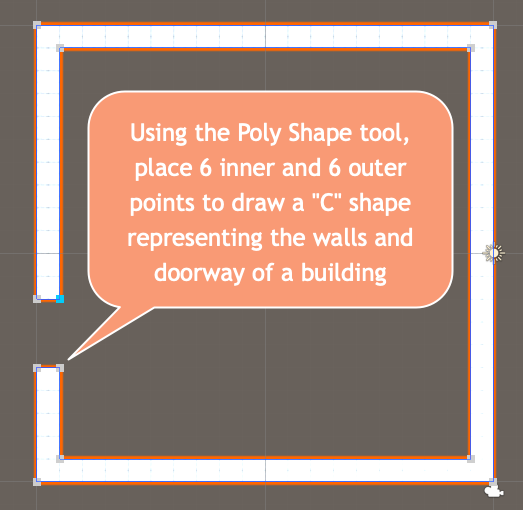 Using the Poly Shape tool,
place 6 inner and 6 outer
points to draw a "C" shape
representing the walls and
doorway of a building